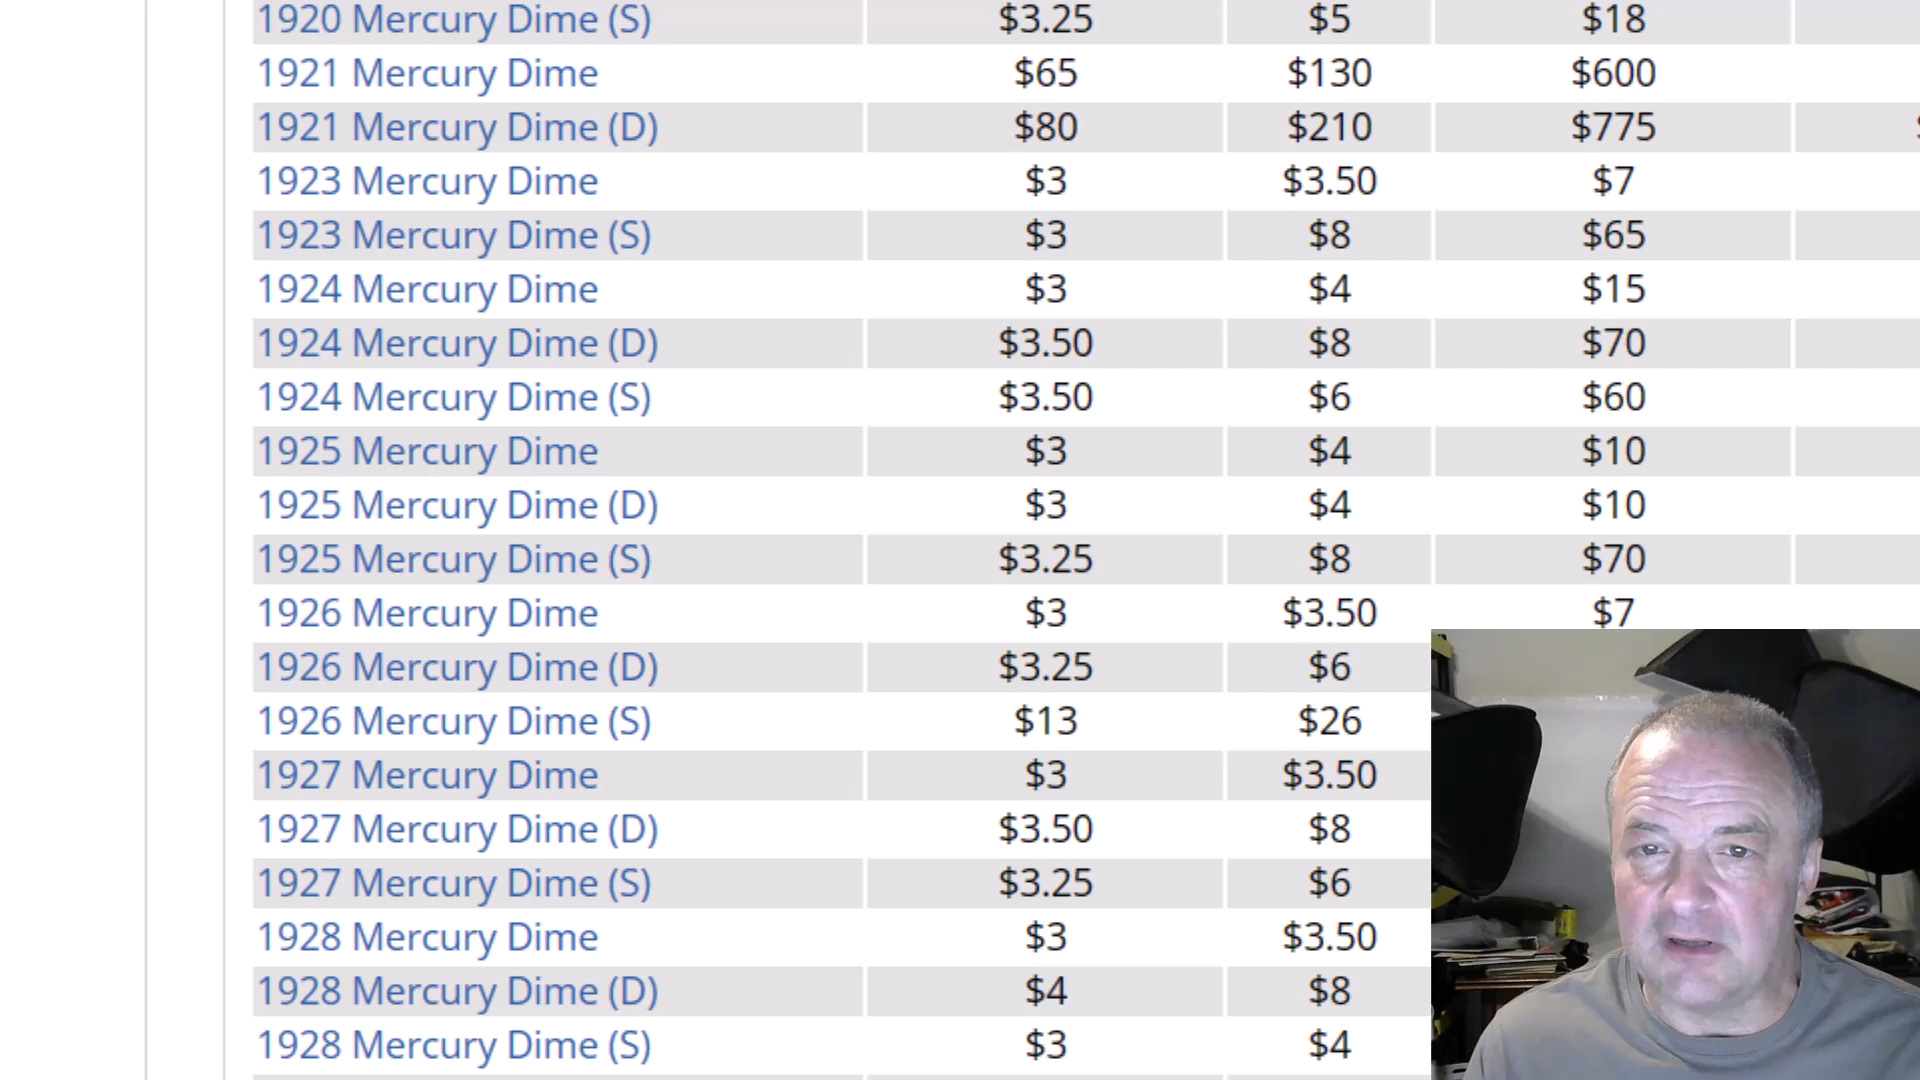 1920 Mercury Dime (S) $3.25 $5 $18
1921 Mercury Dime $65 $130 $600
1921 Mercury Dime (D) $80 $210 $775
1923 Mercury Dime $3 $3.50 $7
1923 Mercury Dime (S) $3 $8 $65
1924 Mercury Dime $3 $4 $15
1924 Mercury Dime (D) $3.50 $8 $70
1924 Mercury Dime (S) $3.50 $6 $60
1925 Mercury Dime $3 $4 $10
1925 Mercury Dime (D) $3 $4 $10
1925 Mercury Dime (S) $3.25 $8 $70
1926 Mercury Dime $3 $3.50 $7
1926 Mercury Dime (D) $3.25 $6
1926 Mercury Dime (S) $13 $26
1927 Mercury Dime $3 $3.50
1927 Mercury Dime (D) $3.50 $8
1927 Mercury Dime (S) $3.25 $6
1928 Mercury Dime $3 $3.50
1928 Mercury Dime (D) $4 $8
1928 Mercury Dime (S) $3 $4